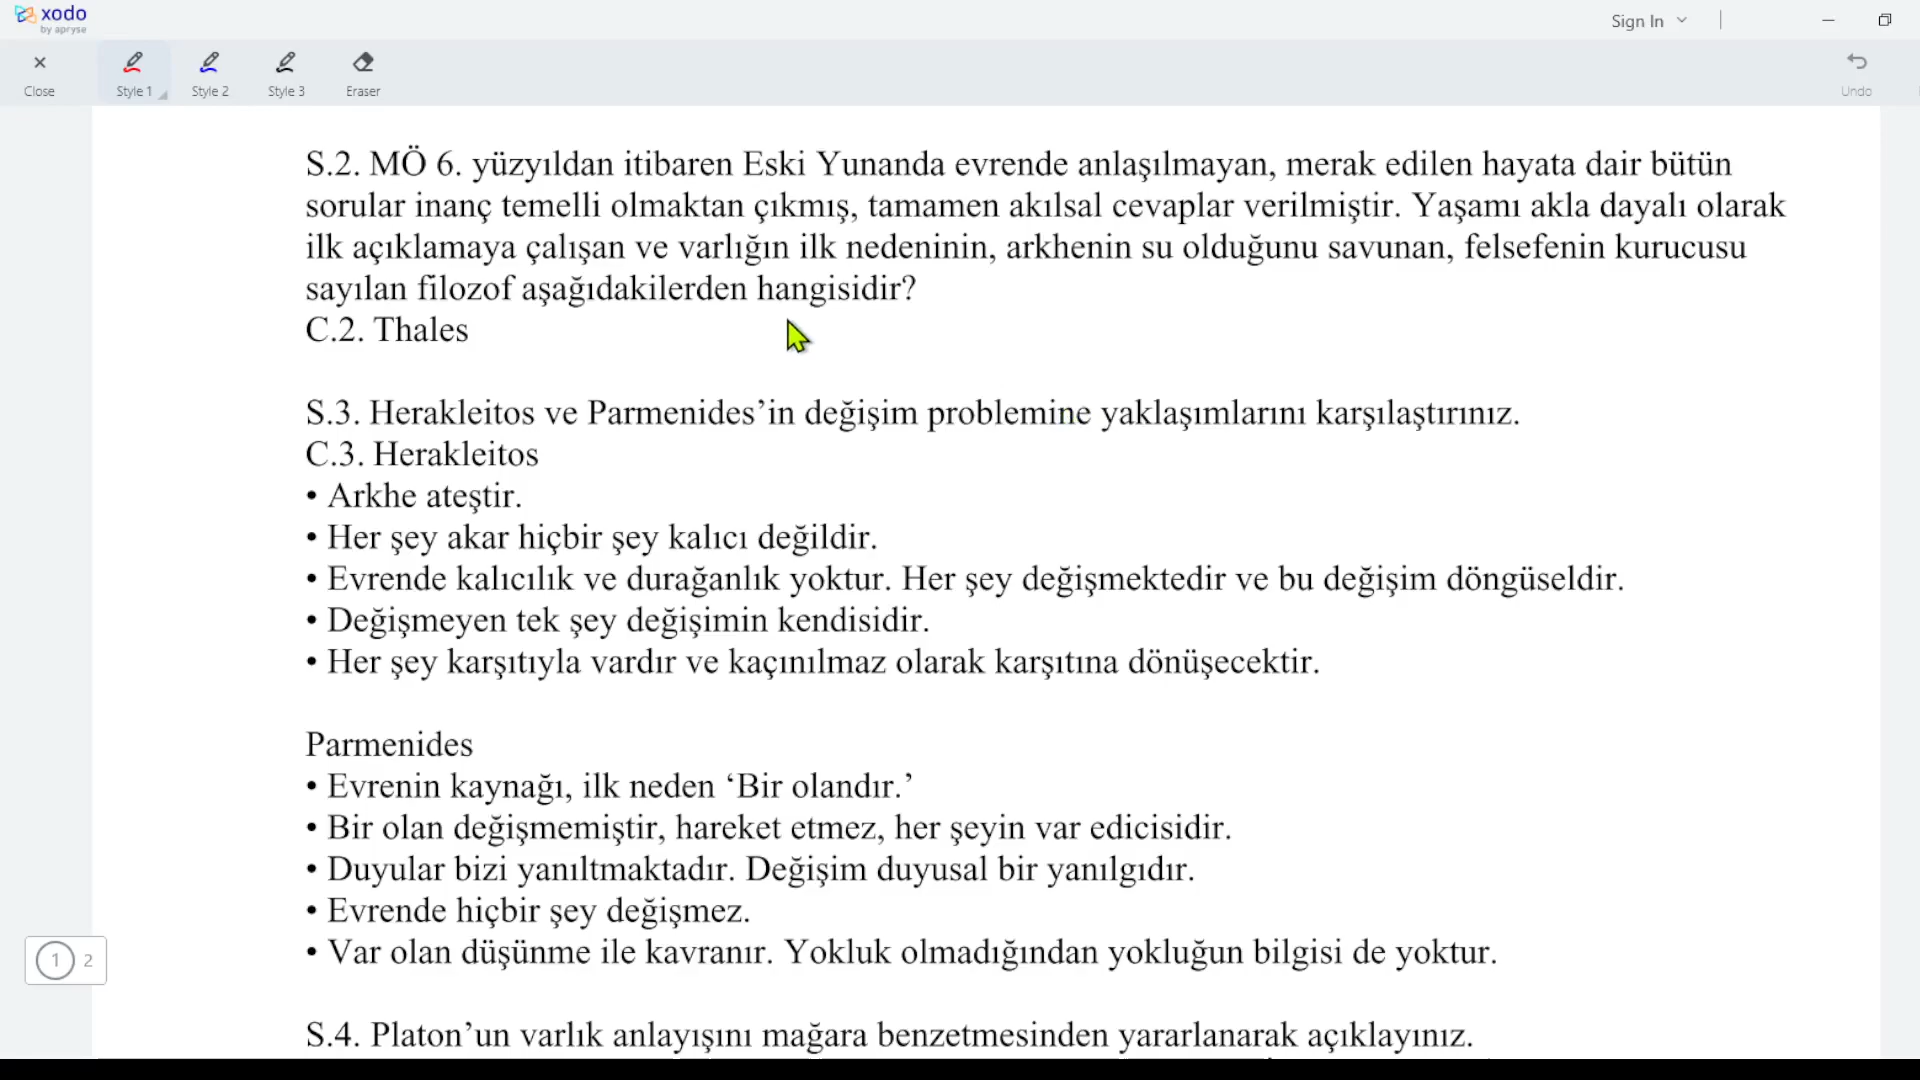 xodo
by apryse
Sign In
Close
Style 1
Style 2
Style 3
Eraser
Undo
S.2. MÖ 6. yüzyıldan itibaren Eski Yunanda evrende anlaşılmayan, merak edilen hayata dair bütün
sorular inanç temelli olmaktan çıkmış, tamamen akılsal cevaplar verilmiştir. Yaşamı akla dayalı olarak
ilk açıklamaya çalışan ve varlığın ilk nedeninin, arkhenin su olduğunu savunan, felsefenin kurucusu
sayılan filozof aşağıdakilerden hangisidir?
C.2. Thales
S.3. Herakleitos ve Parmenides’in değişim problemine yaklaşımlarını karşılaştırınız.
C.3. Herakleitos
• Arkhe ateştir.
• Her şey akar hiçbir şey kalıcı değildir.
• Evrende kalıcılık ve durağanlık yoktur. Her şey değişmektedir ve bu değişim döngüseldir.
• Değişmeyen tek şey değişimin kendisidir.
• Her şey karşıtıyla vardır ve kaçınılmaz olarak karşıtına dönüşecektir.
Parmenides
• Evrenin kaynağı, ilk neden ‘Bir olandır.’
• Bir olan değişmemiştir, hareket etmez, her şeyin var edicisidir.
• Duyular bizi yanıltmaktadır. Değişim duyusal bir yanılgıdır.
• Evrende hiçbir şey değişmez.
• Var olan düşünme ile kavranır. Yokluk olmadığından yokluğun bilgisi de yoktur.
1 2
S.4. Platon’un varlık anlayışını mağara benzetmesinden yararlanarak açıklayınız.